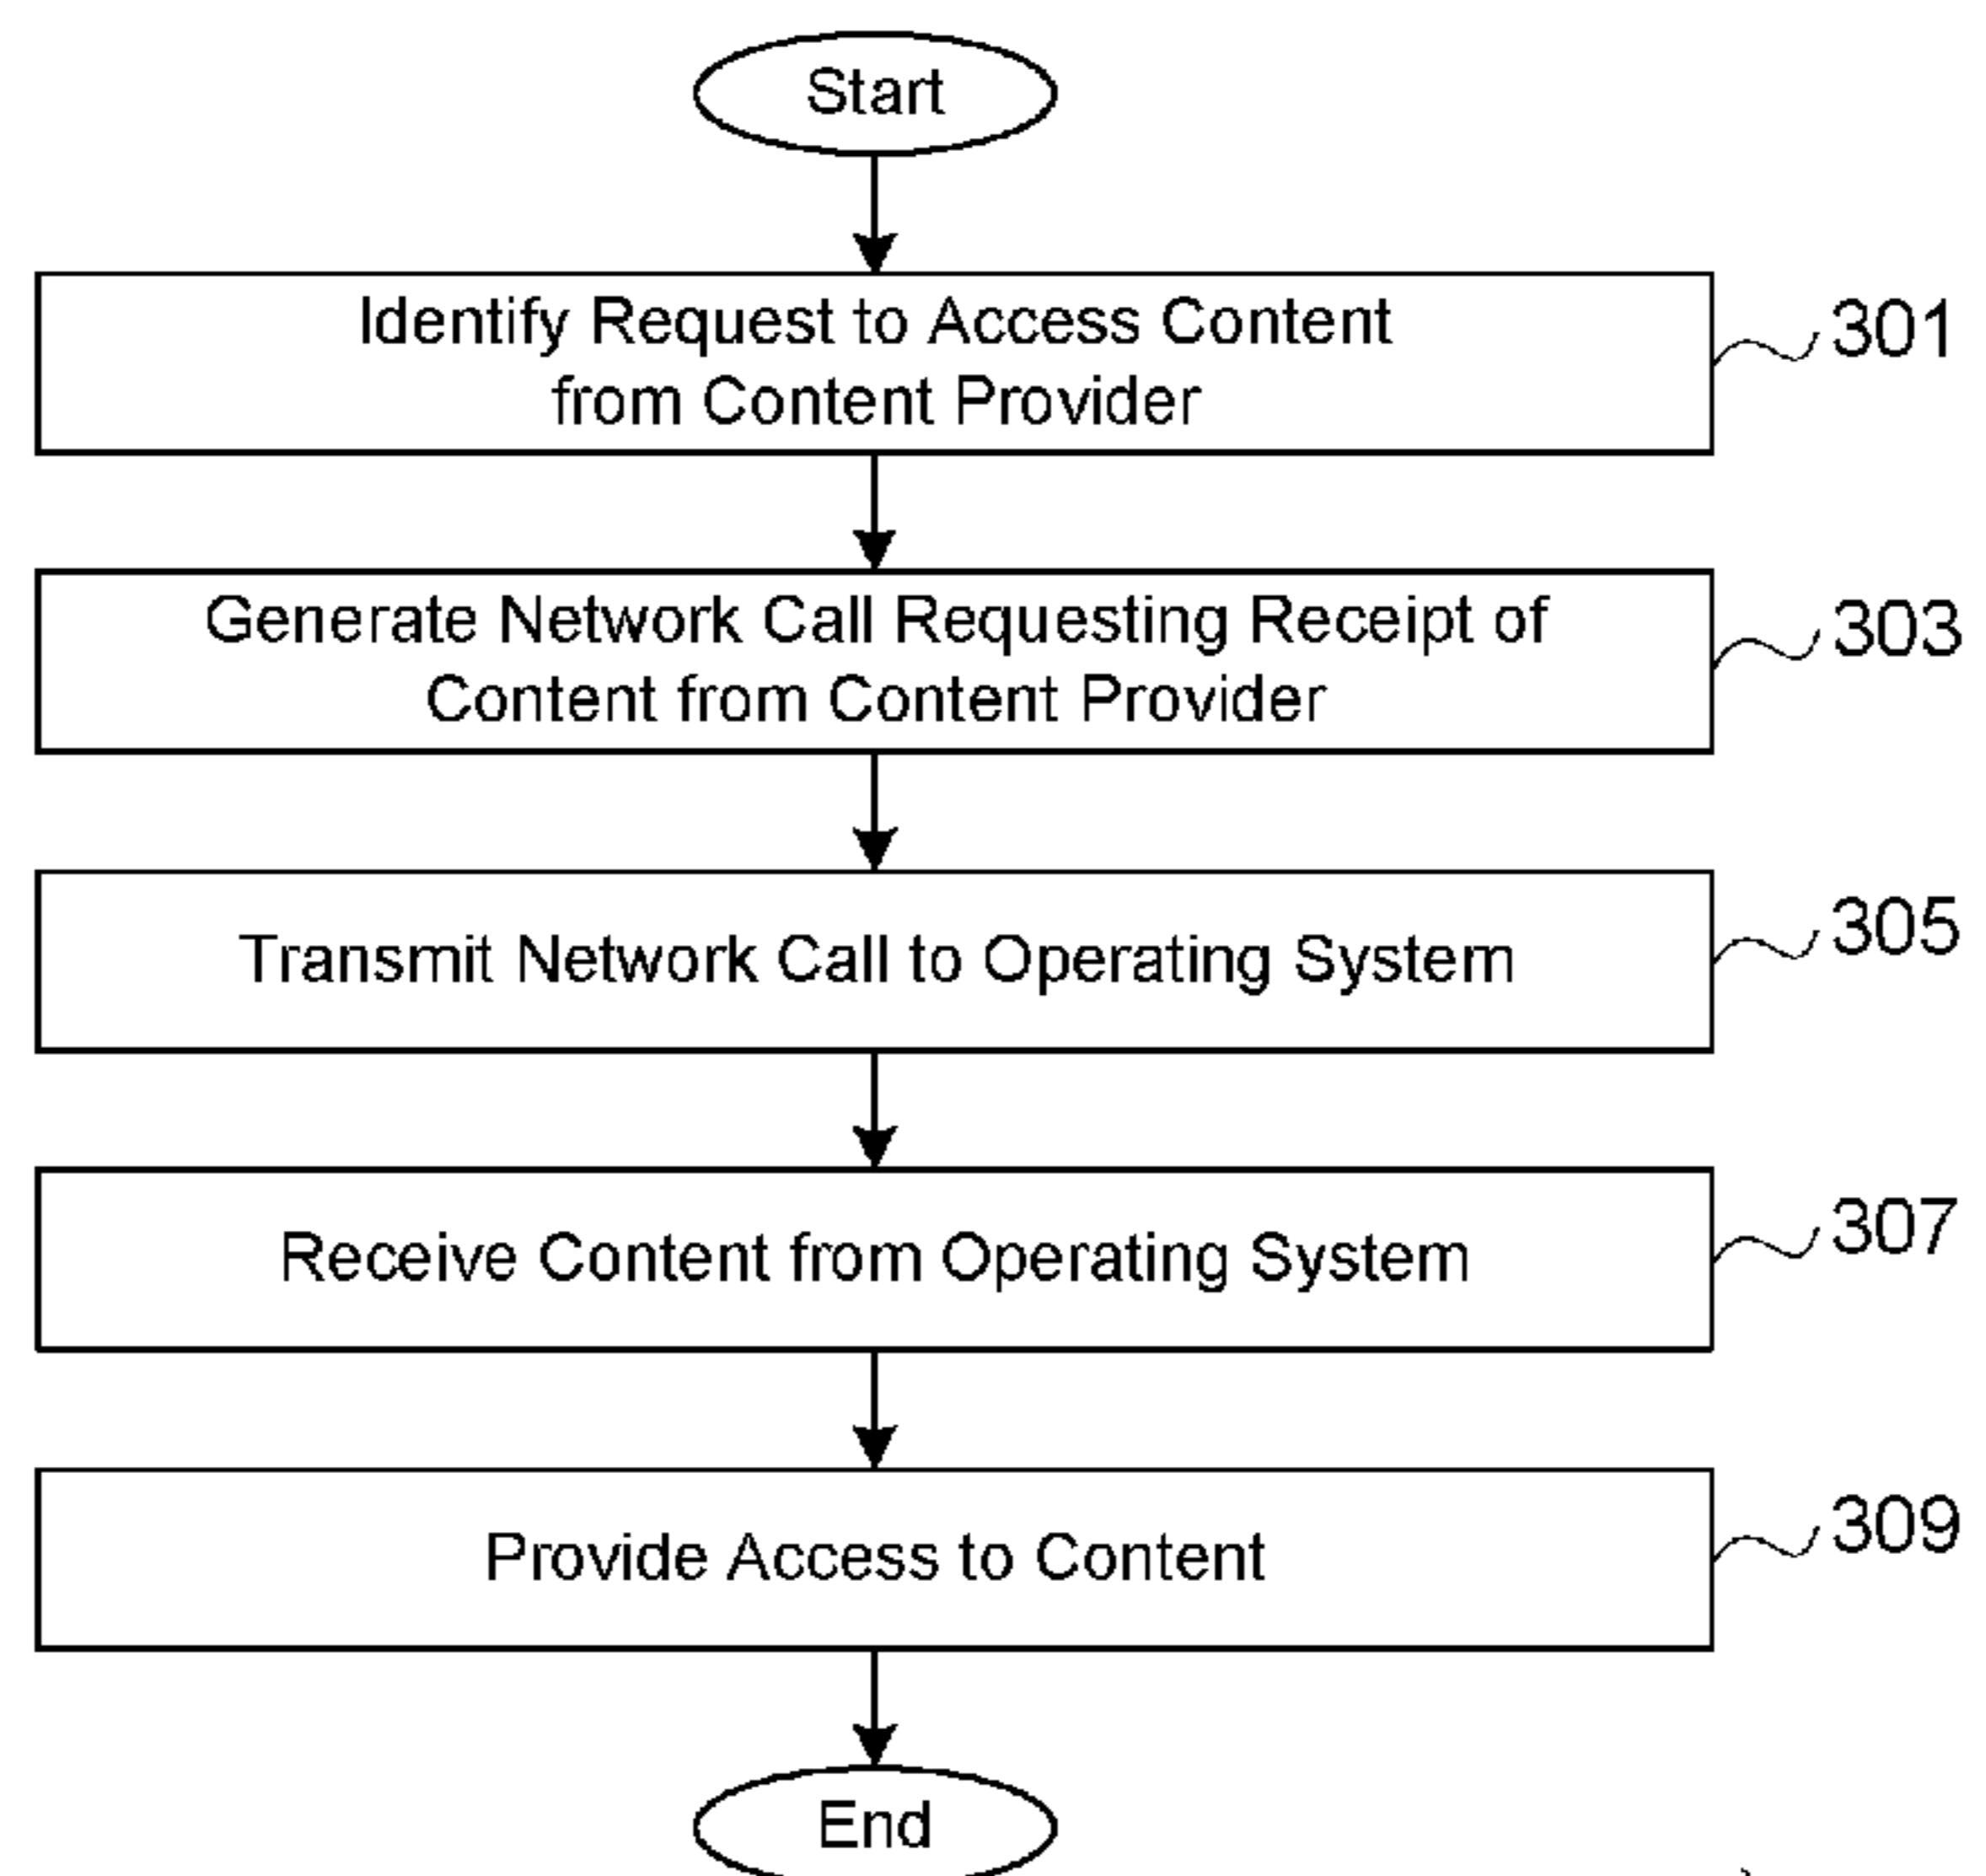 Start
Identify Request to Access Content
from Content Provider
301
Generate Network Call Requesting Receipt of
Content from Content Provider
303
Transmit Network Call to Operating System
305
Receive Content from Operating System
307
Provide Access to Content
309
End